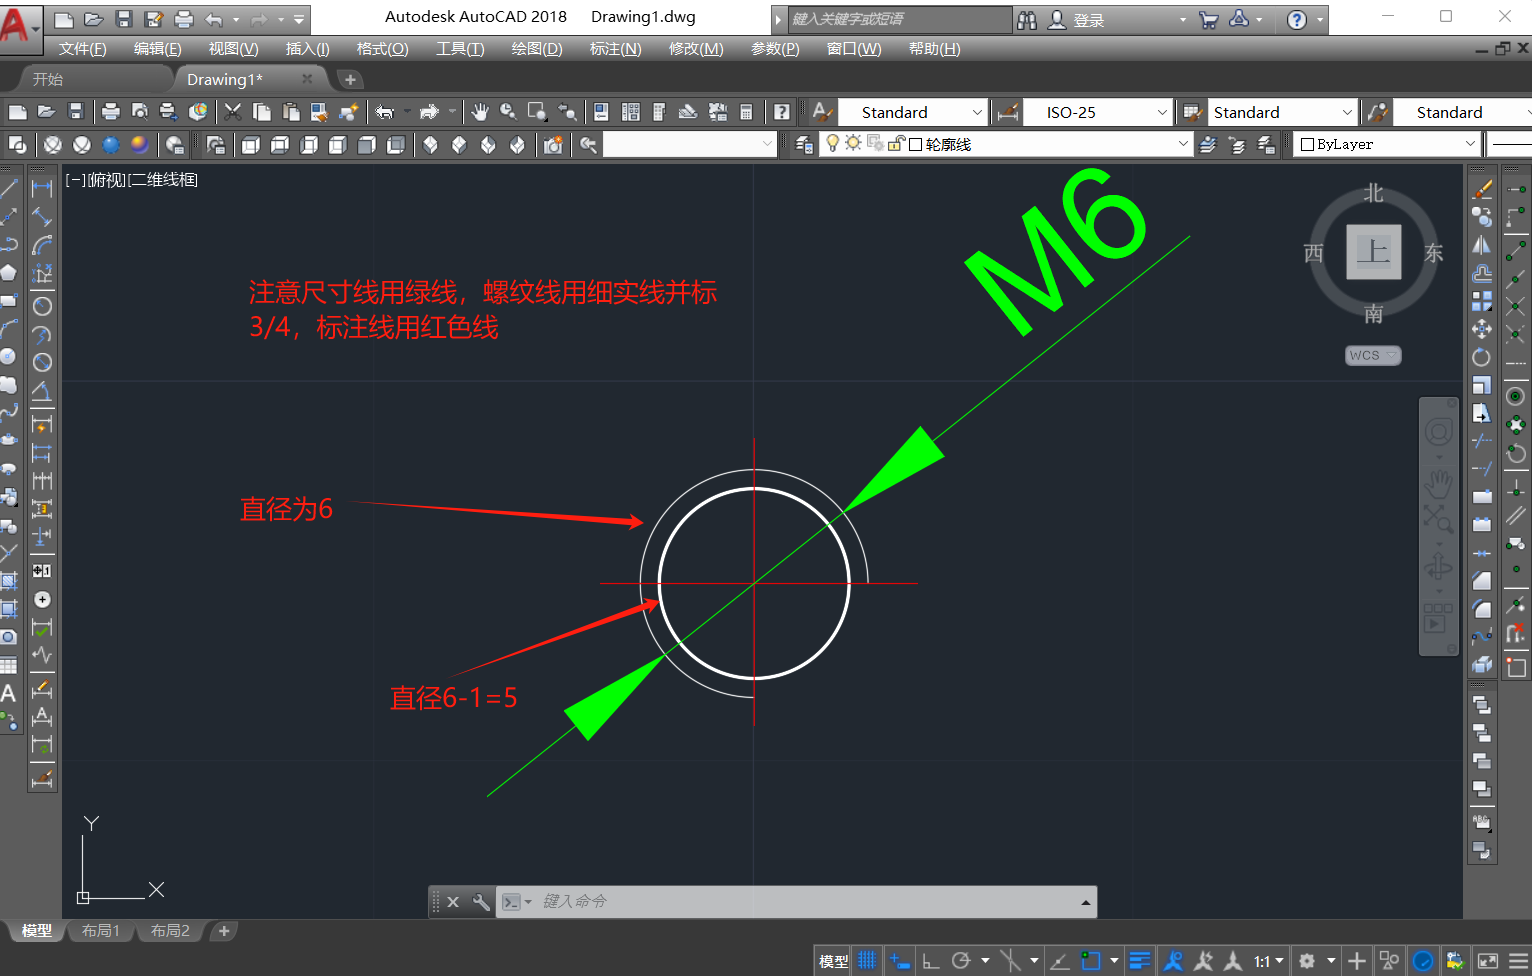 Autodesk AutoCAD 2018 Drawing1.dwg
键入关键字或短语
登录
文件(F) 编辑(E) 视图(V) 插入(I) 格式(O) 工具(T) 绘图(D) 标注(N) 修改(M) 参数(P) 窗口(W) 帮助(H)
开始 Drawing1*
Standard ISO-25 Standard Standard
轮廓线 ByLayer
[−][俯视][二维线框]
M6
北
西 上 东
南
WCS
注意尺寸线用绿线，螺纹线用细实线并标
3/4，标注线用红色线
直径为6
直径6-1=5
Y
X
键入命令
模型 布局1 布局2 +
模型 1:1